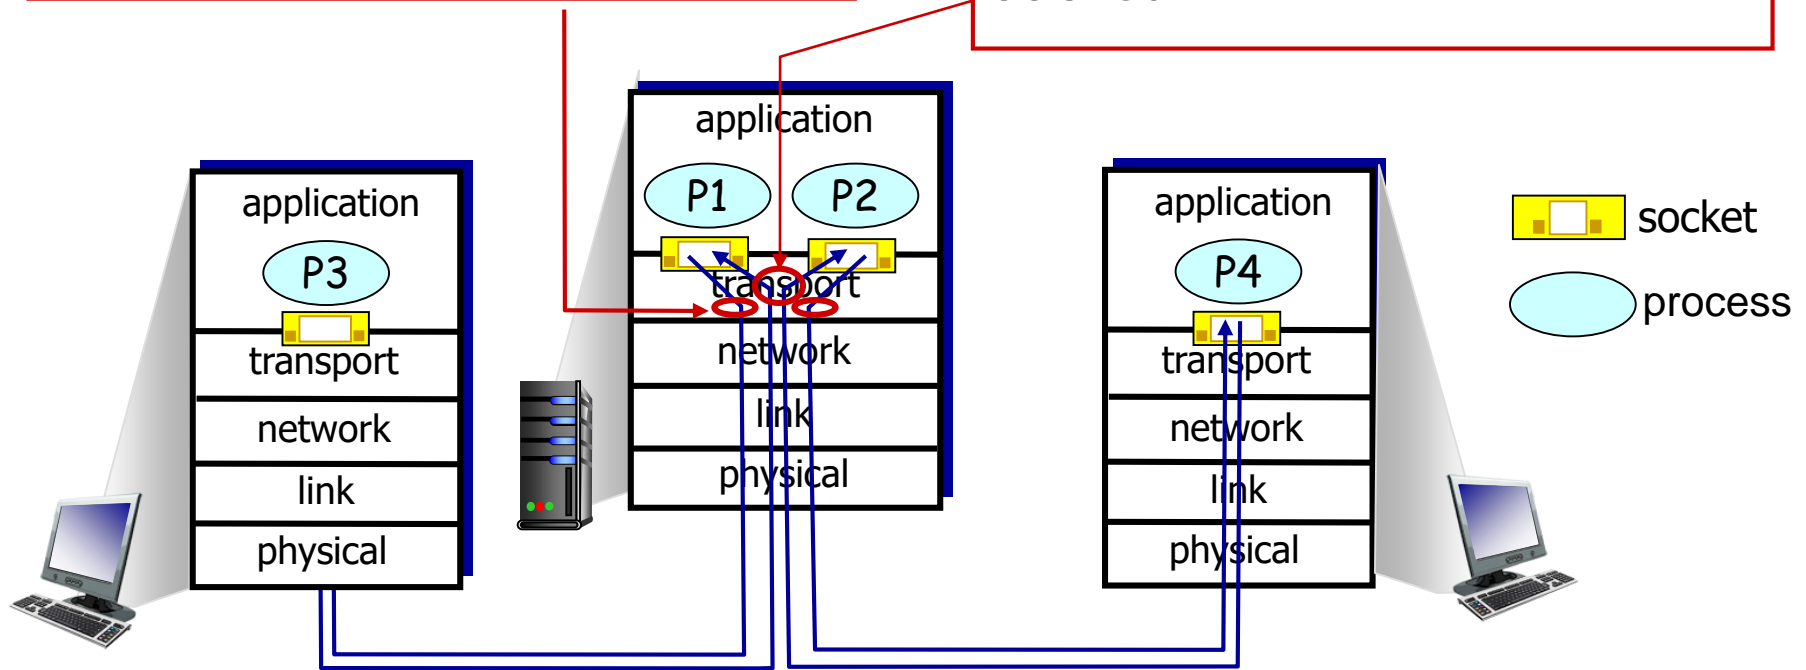 application
P1 P2
transport
network
link
physical
application
P3
transport
network
link
physical
application
P4
transport
network
link
physical
socket
process